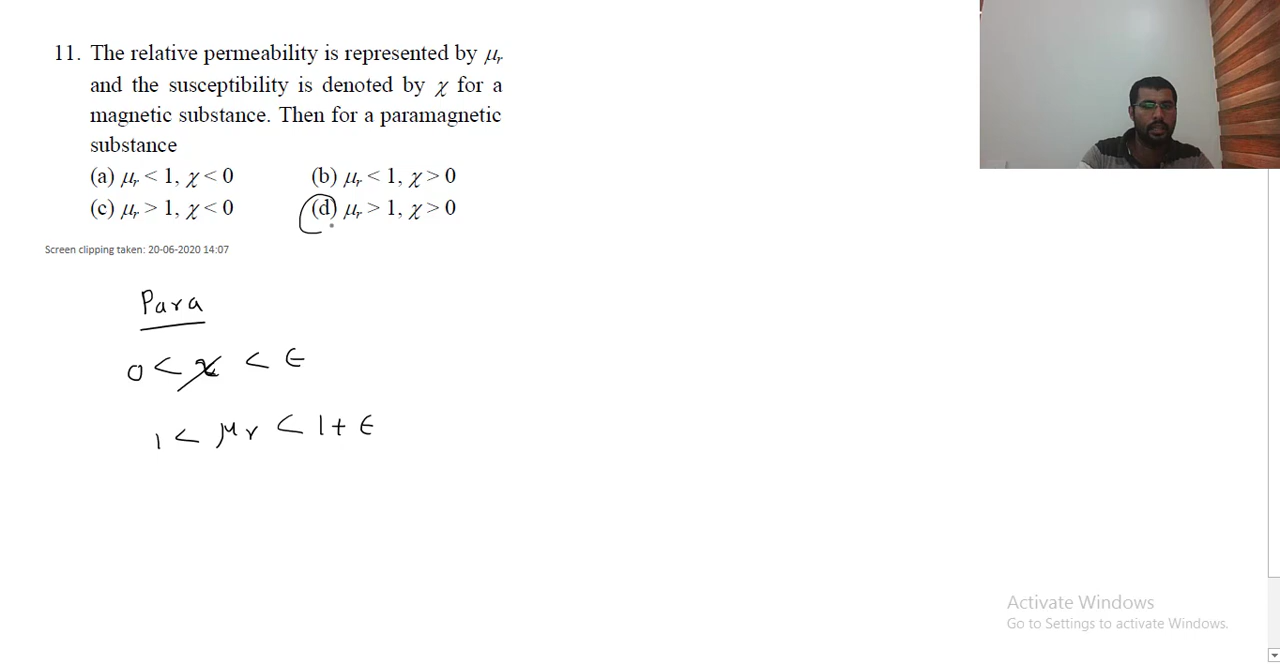 11. The relative permeability is represented by μr
and the susceptibility is denoted by χ for a
magnetic substance. Then for a paramagnetic
substance
(a) μr < 1, χ < 0 (b) μr < 1, χ > 0
(c) μr > 1, χ < 0 (d) μr > 1, χ > 0
Screen clipping taken: 20-06-2020 14:07
Para
0 < χ < ∈
1 < μr < 1 + ∈
Activate Windows
Go to Settings to activate Windows.